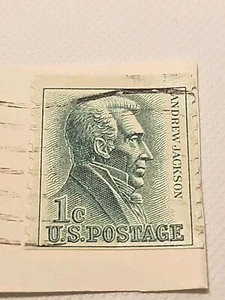 ANDREW JACKSON
1c
U.S. POSTAGE